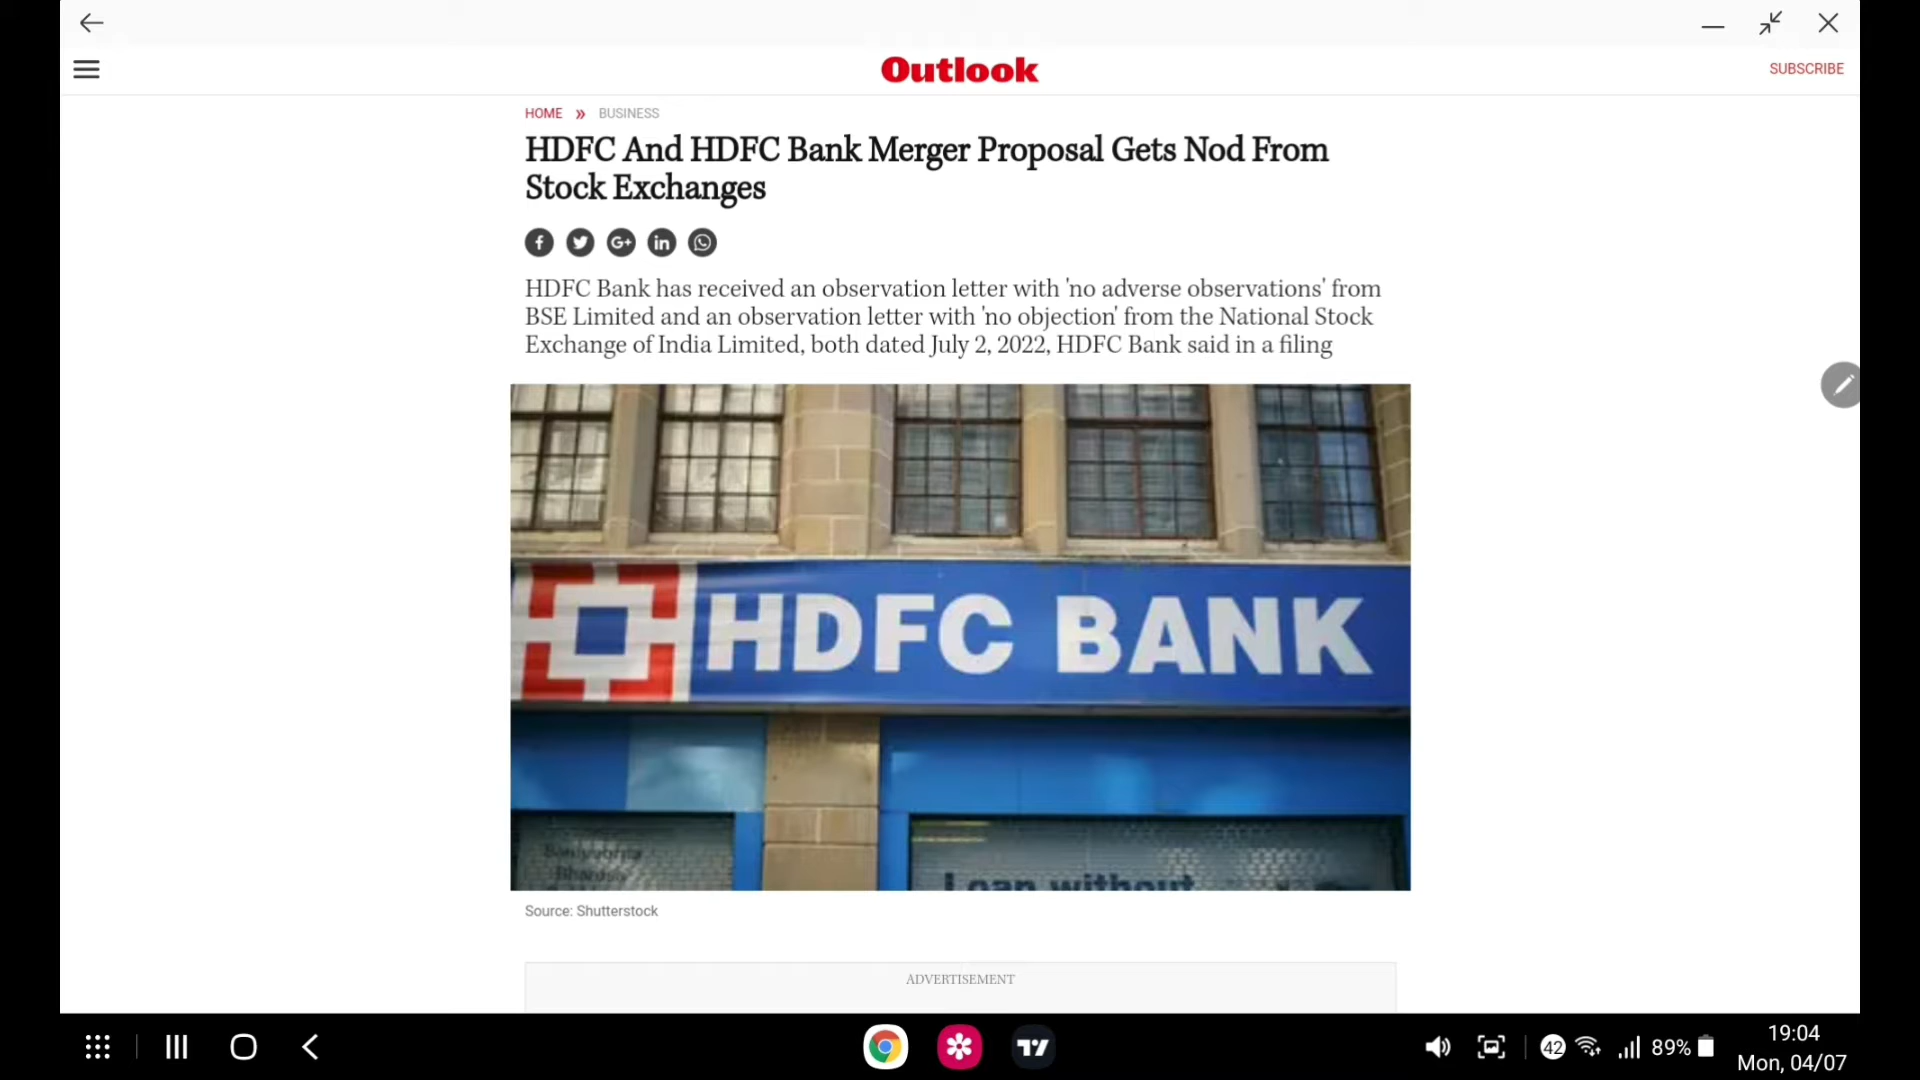 Outlook
SUBSCRIBE
HOME » BUSINESS
HDFC And HDFC Bank Merger Proposal Gets Nod From
Stock Exchanges
HDFC Bank has received an observation letter with 'no adverse observations' from
BSE Limited and an observation letter with 'no objection' from the National Stock
Exchange of India Limited, both dated July 2, 2022, HDFC Bank said in a filing
HDFC BANK
Loan without
Source: Shutterstock
ADVERTISEMENT
42
89%
19:04
Mon, 04/07